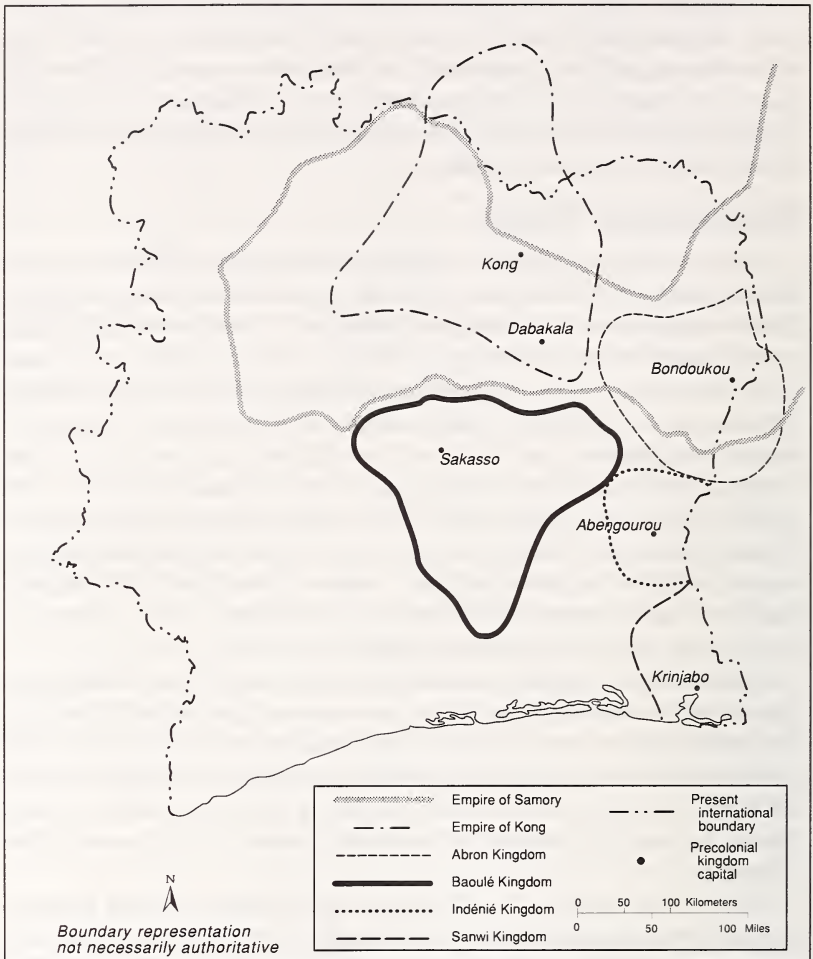 Kong
Dabakala
Bondoukou
Sakasso
Abengourou
Krinjabo
Empire of Samory
Empire of Kong
Abron Kingdom
Baoulé Kingdom
Indénié Kingdom
Sanwi Kingdom
Present
international
boundary
Precolonial
kingdom
capital
0 50 100 Kilometers
0 50 100 Miles
N
Boundary representation
not necessarily authoritative